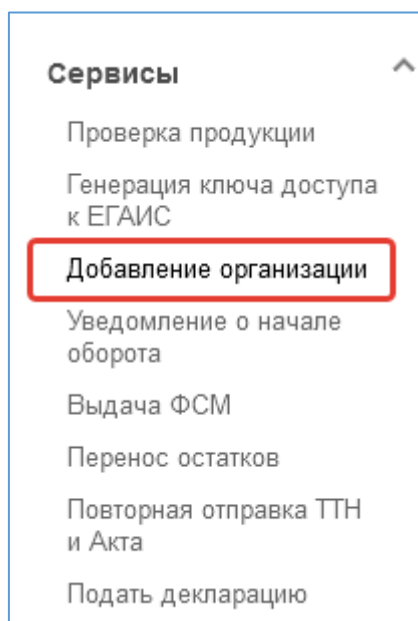 Сервисы
Проверка продукции
Генерация ключа доступа
к ЕГАИС
Добавление организации
Уведомление о начале
оборота
Выдача ФСМ
Перенос остатков
Повторная отправка ТТН
и Акта
Подать декларацию